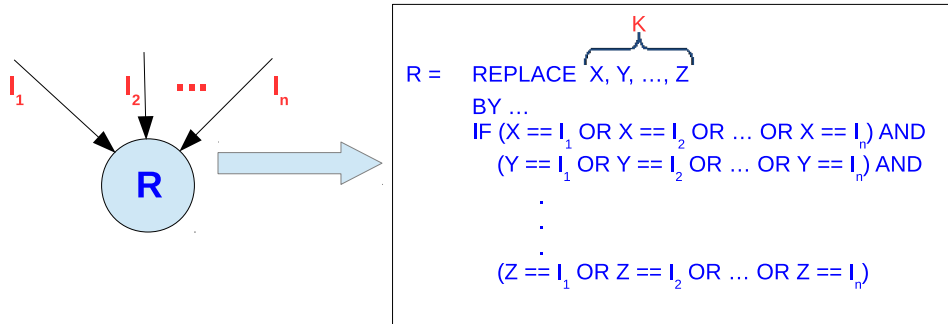 I1 I2 ... In
R
K
R = REPLACE X, Y, ..., Z
BY ...
IF (X == I1 OR X == I2 OR ... OR X == In) AND
(Y == I1 OR Y == I2 OR ... OR Y == In) AND
.
.
.
(Z == I1 OR Z == I2 OR ... OR Z == In)